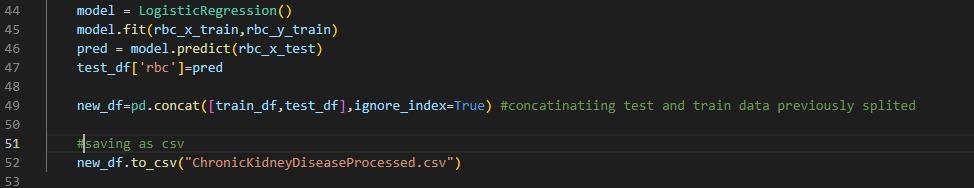 44 model = LogisticRegression()
45 model.fit(rbc_x_train,rbc_y_train)
46 pred = model.predict(rbc_x_test)
47 test_df['rbc']=pred
48
49 new_df=pd.concat([train_df,test_df],ignore_index=True) #concatinatiing test and train data previously splited
50
51 #saving as csv
52 new_df.to_csv("ChronicKidneyDiseaseProcessed.csv")
53